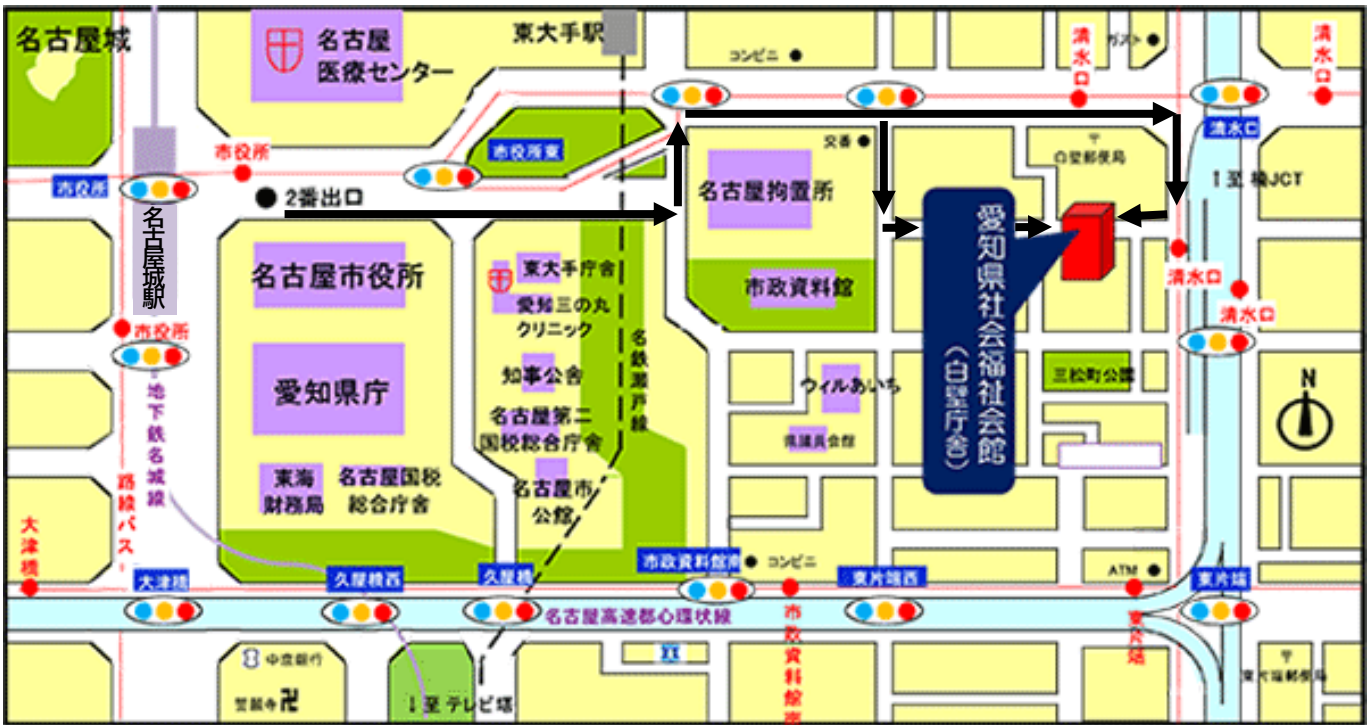 名古屋城
名古屋
医療センター
東大手駅
コンビニ
清水口
ガスト
清水口
市役所
市役所東
交番
〒
白壁郵便局
清水口
市役所
2番出口
名古屋拘置所
↑至 楠JCT
名古屋城駅
名古屋市役所
東大手庁舎
愛知三の丸
クリニック
市政資料館
愛知県社会福祉会館
(白壁庁舎)
清水口
清水口
市役所
地下鉄名城線
愛知県庁
知事公舎
名鉄瀬戸線
ウィルあいち
三松町公園
N
名古屋第二
国税総合庁舎
県議員会館
東海
財務局
名古屋国税
総合庁舎
名古屋市
公館
路線バス
大津橋
大津橋
久屋橋西
久屋橋
市政資料館南
コンビニ
東片端西
ATM
東片端
名古屋高速都心環状線
市政資料館南
東片端
中京銀行
〒
東片端郵便局
卍
↓至 テレビ塔